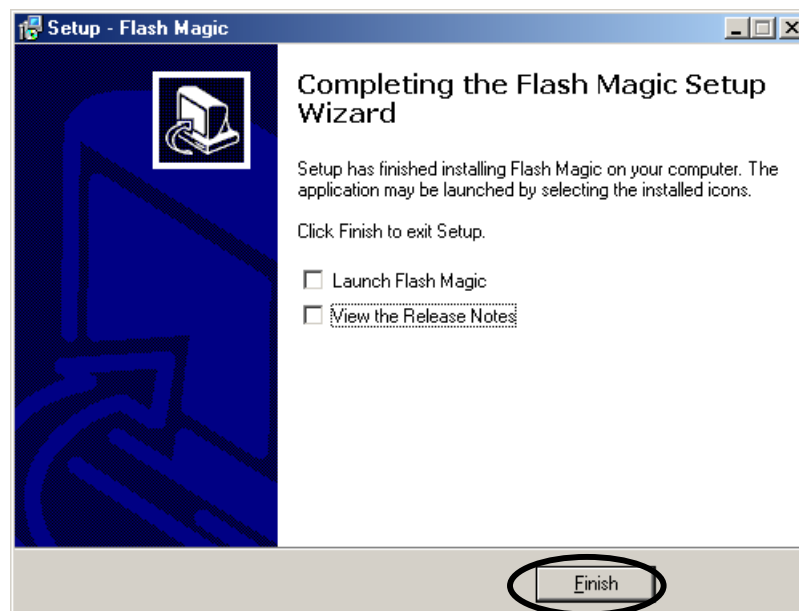 Setup - Flash Magic
Completing the Flash Magic Setup
Wizard
Setup has finished installing Flash Magic on your computer. The
application may be launched by selecting the installed icons.
Click Finish to exit Setup.
Launch Flash Magic
View the Release Notes
Finish